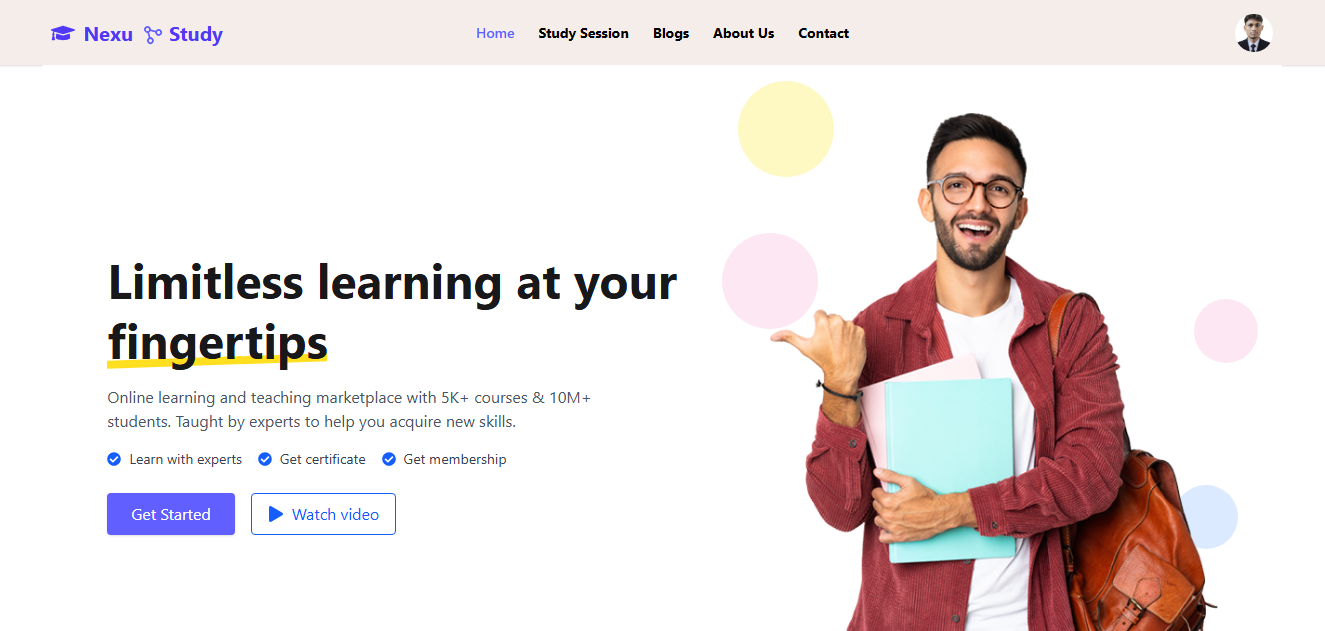 Nexu Study
Home Study Session Blogs About Us Contact
Limitless learning at your
fingertips
Online learning and teaching marketplace with 5K+ courses & 10M+
students. Taught by experts to help you acquire new skills.
Learn with experts Get certificate Get membership
Get Started Watch video